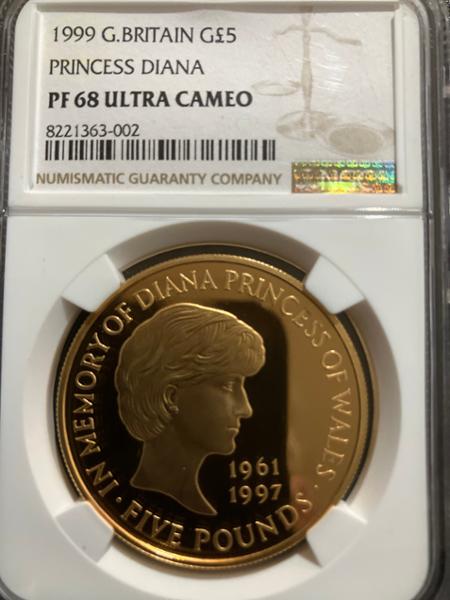 1999 G.BRITAIN G£5
PRINCESS DIANA
PF 68 ULTRA CAMEO
8221363-002
NUMISMATIC GUARANTY COMPANY
IN MEMORY OF DIANA PRINCESS OF WALES
1961
1997
· FIVE POUNDS ·